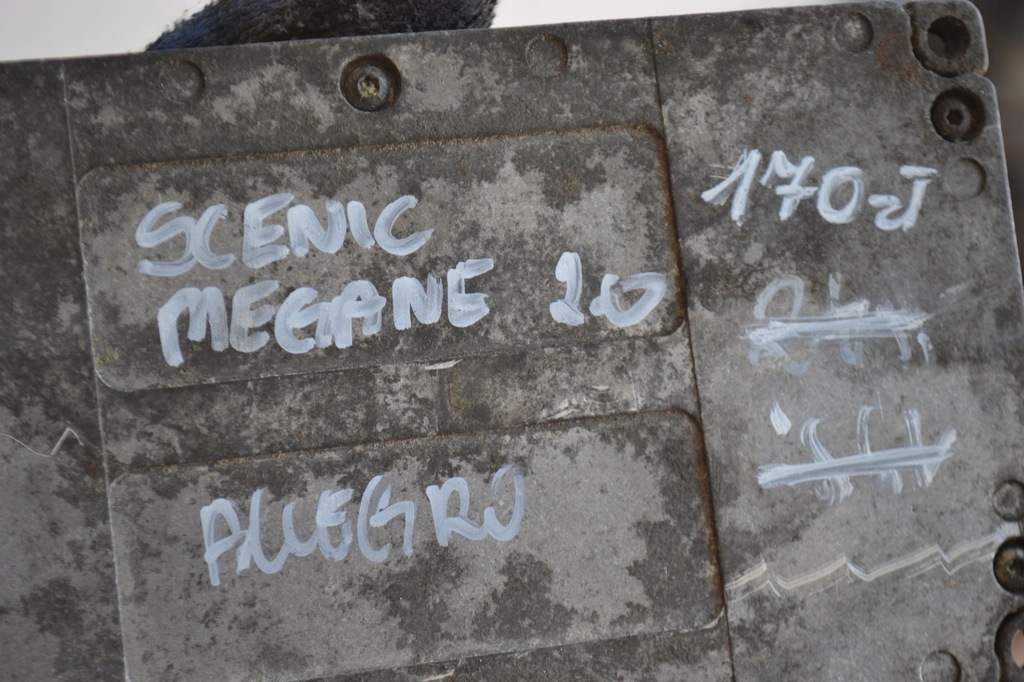 SCENIC
MEGANE 2.0
ALLEGRO
170-